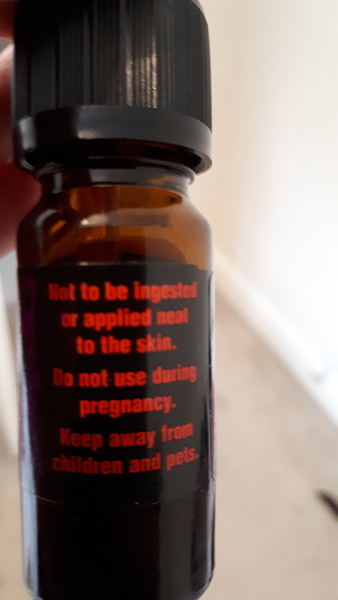 Not to be ingested
or applied neat
to the skin.
Do not use during
pregnancy.
Keep away from
children and pets.